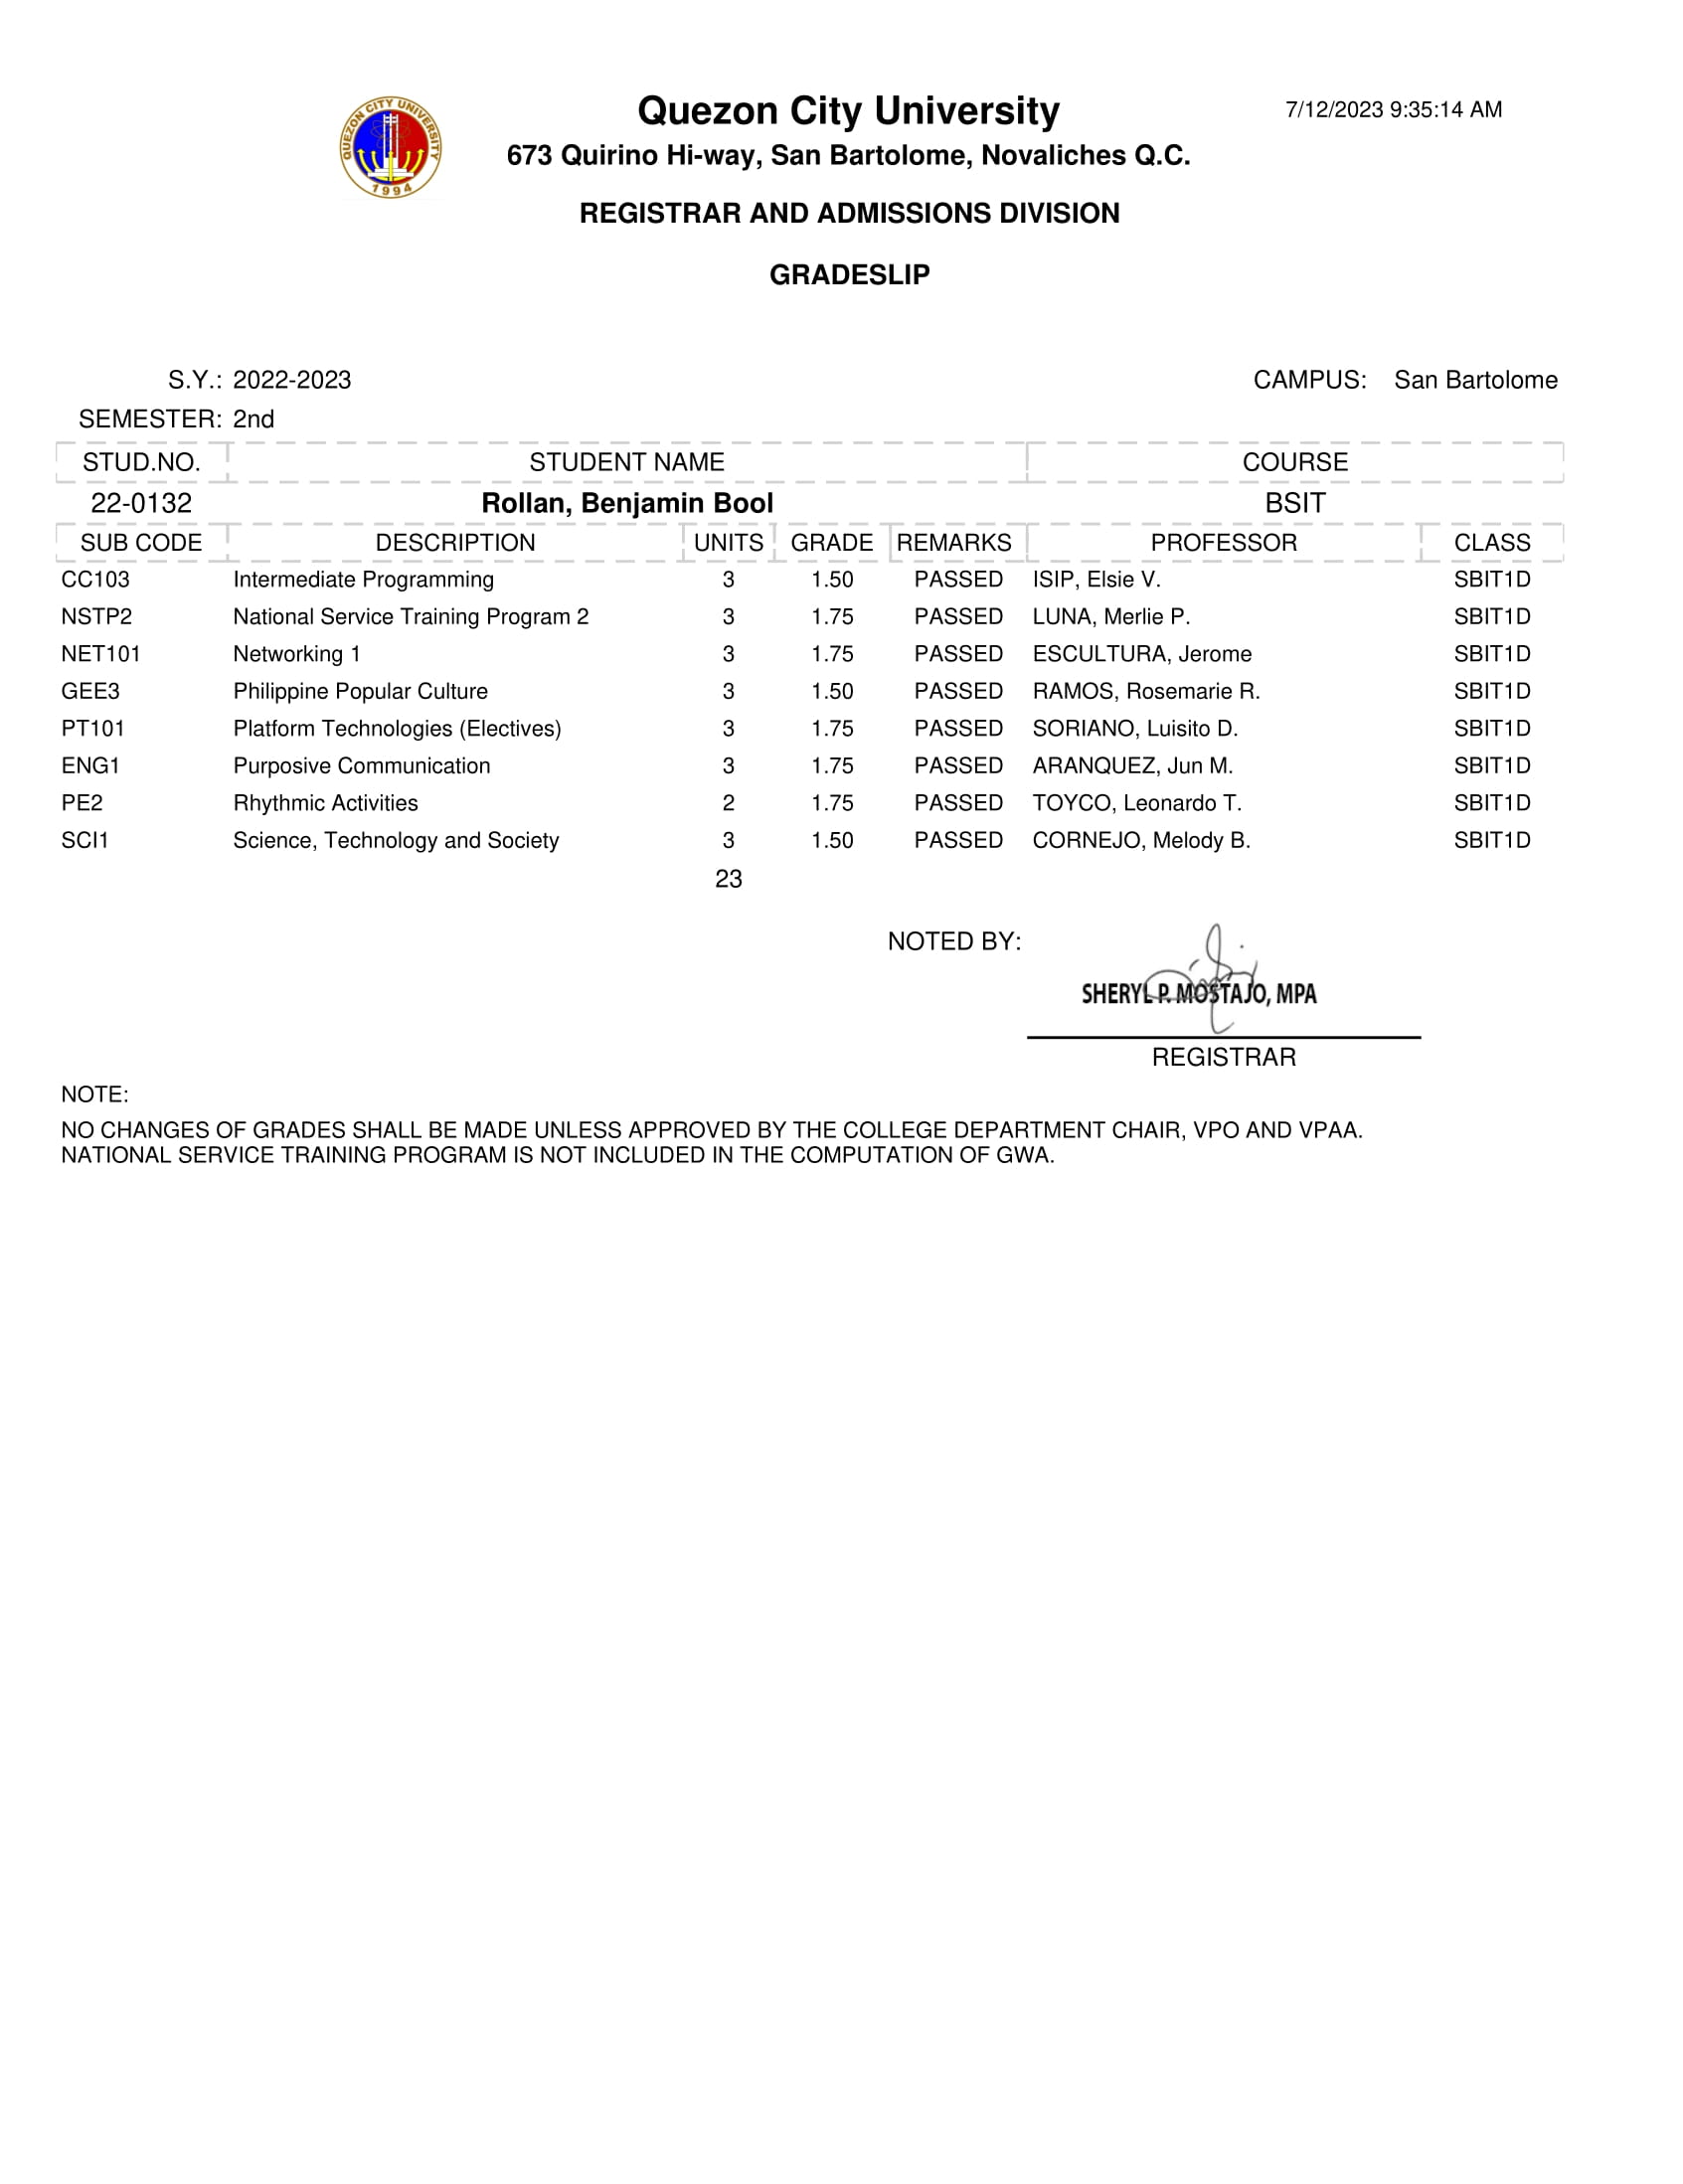 QUEZON CITY UNIVERSITY
1994
Quezon City University
7/12/2023 9:35:14 AM
673 Quirino Hi-way, San Bartolome, Novaliches Q.C.
REGISTRAR AND ADMISSIONS DIVISION
GRADESLIP
S.Y.: 2022-2023 CAMPUS: San Bartolome
SEMESTER: 2nd
STUD.NO. STUDENT NAME COURSE
22-0132 Rollan, Benjamin Bool BSIT
SUB CODE DESCRIPTION UNITS GRADE REMARKS PROFESSOR CLASS
CC103 Intermediate Programming 3 1.50 PASSED ISIP, Elsie V. SBIT1D
NSTP2 National Service Training Program 2 3 1.75 PASSED LUNA, Merlie P. SBIT1D
NET101 Networking 1 3 1.75 PASSED ESCULTURA, Jerome SBIT1D
GEE3 Philippine Popular Culture 3 1.50 PASSED RAMOS, Rosemarie R. SBIT1D
PT101 Platform Technologies (Electives) 3 1.75 PASSED SORIANO, Luisito D. SBIT1D
ENG1 Purposive Communication 3 1.75 PASSED ARANQUEZ, Jun M. SBIT1D
PE2 Rhythmic Activities 2 1.75 PASSED TOYCO, Leonardo T. SBIT1D
SCI1 Science, Technology and Society 3 1.50 PASSED CORNEJO, Melody B. SBIT1D
23
NOTED BY:
SHERYL P. MOSTAJO, MPA
REGISTRAR
NOTE:
NO CHANGES OF GRADES SHALL BE MADE UNLESS APPROVED BY THE COLLEGE DEPARTMENT CHAIR, VPO AND VPAA.
NATIONAL SERVICE TRAINING PROGRAM IS NOT INCLUDED IN THE COMPUTATION OF GWA.